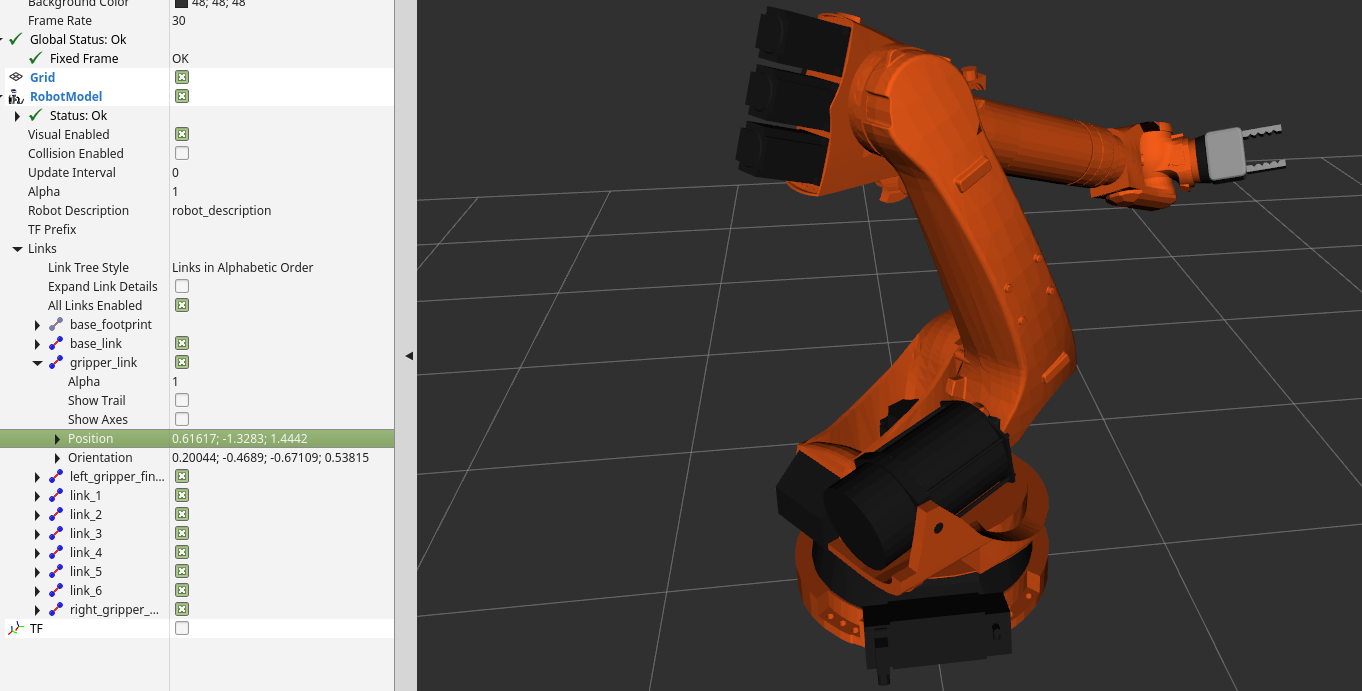 Background Color 48; 48; 48
Frame Rate 30
Global Status: Ok
Fixed Frame OK
Grid
RobotModel
Status: Ok
Visual Enabled
Collision Enabled
Update Interval 0
Alpha 1
Robot Description robot_description
TF Prefix
Links
Link Tree Style Links in Alphabetic Order
Expand Link Details
All Links Enabled
base_footprint
base_link
gripper_link
Alpha 1
Show Trail
Show Axes
Position 0.61617; -1.3283; 1.4442
Orientation 0.20044; -0.4689; -0.67109; 0.53815
left_gripper_fin...
link_1
link_2
link_3
link_4
link_5
link_6
right_gripper_...
TF